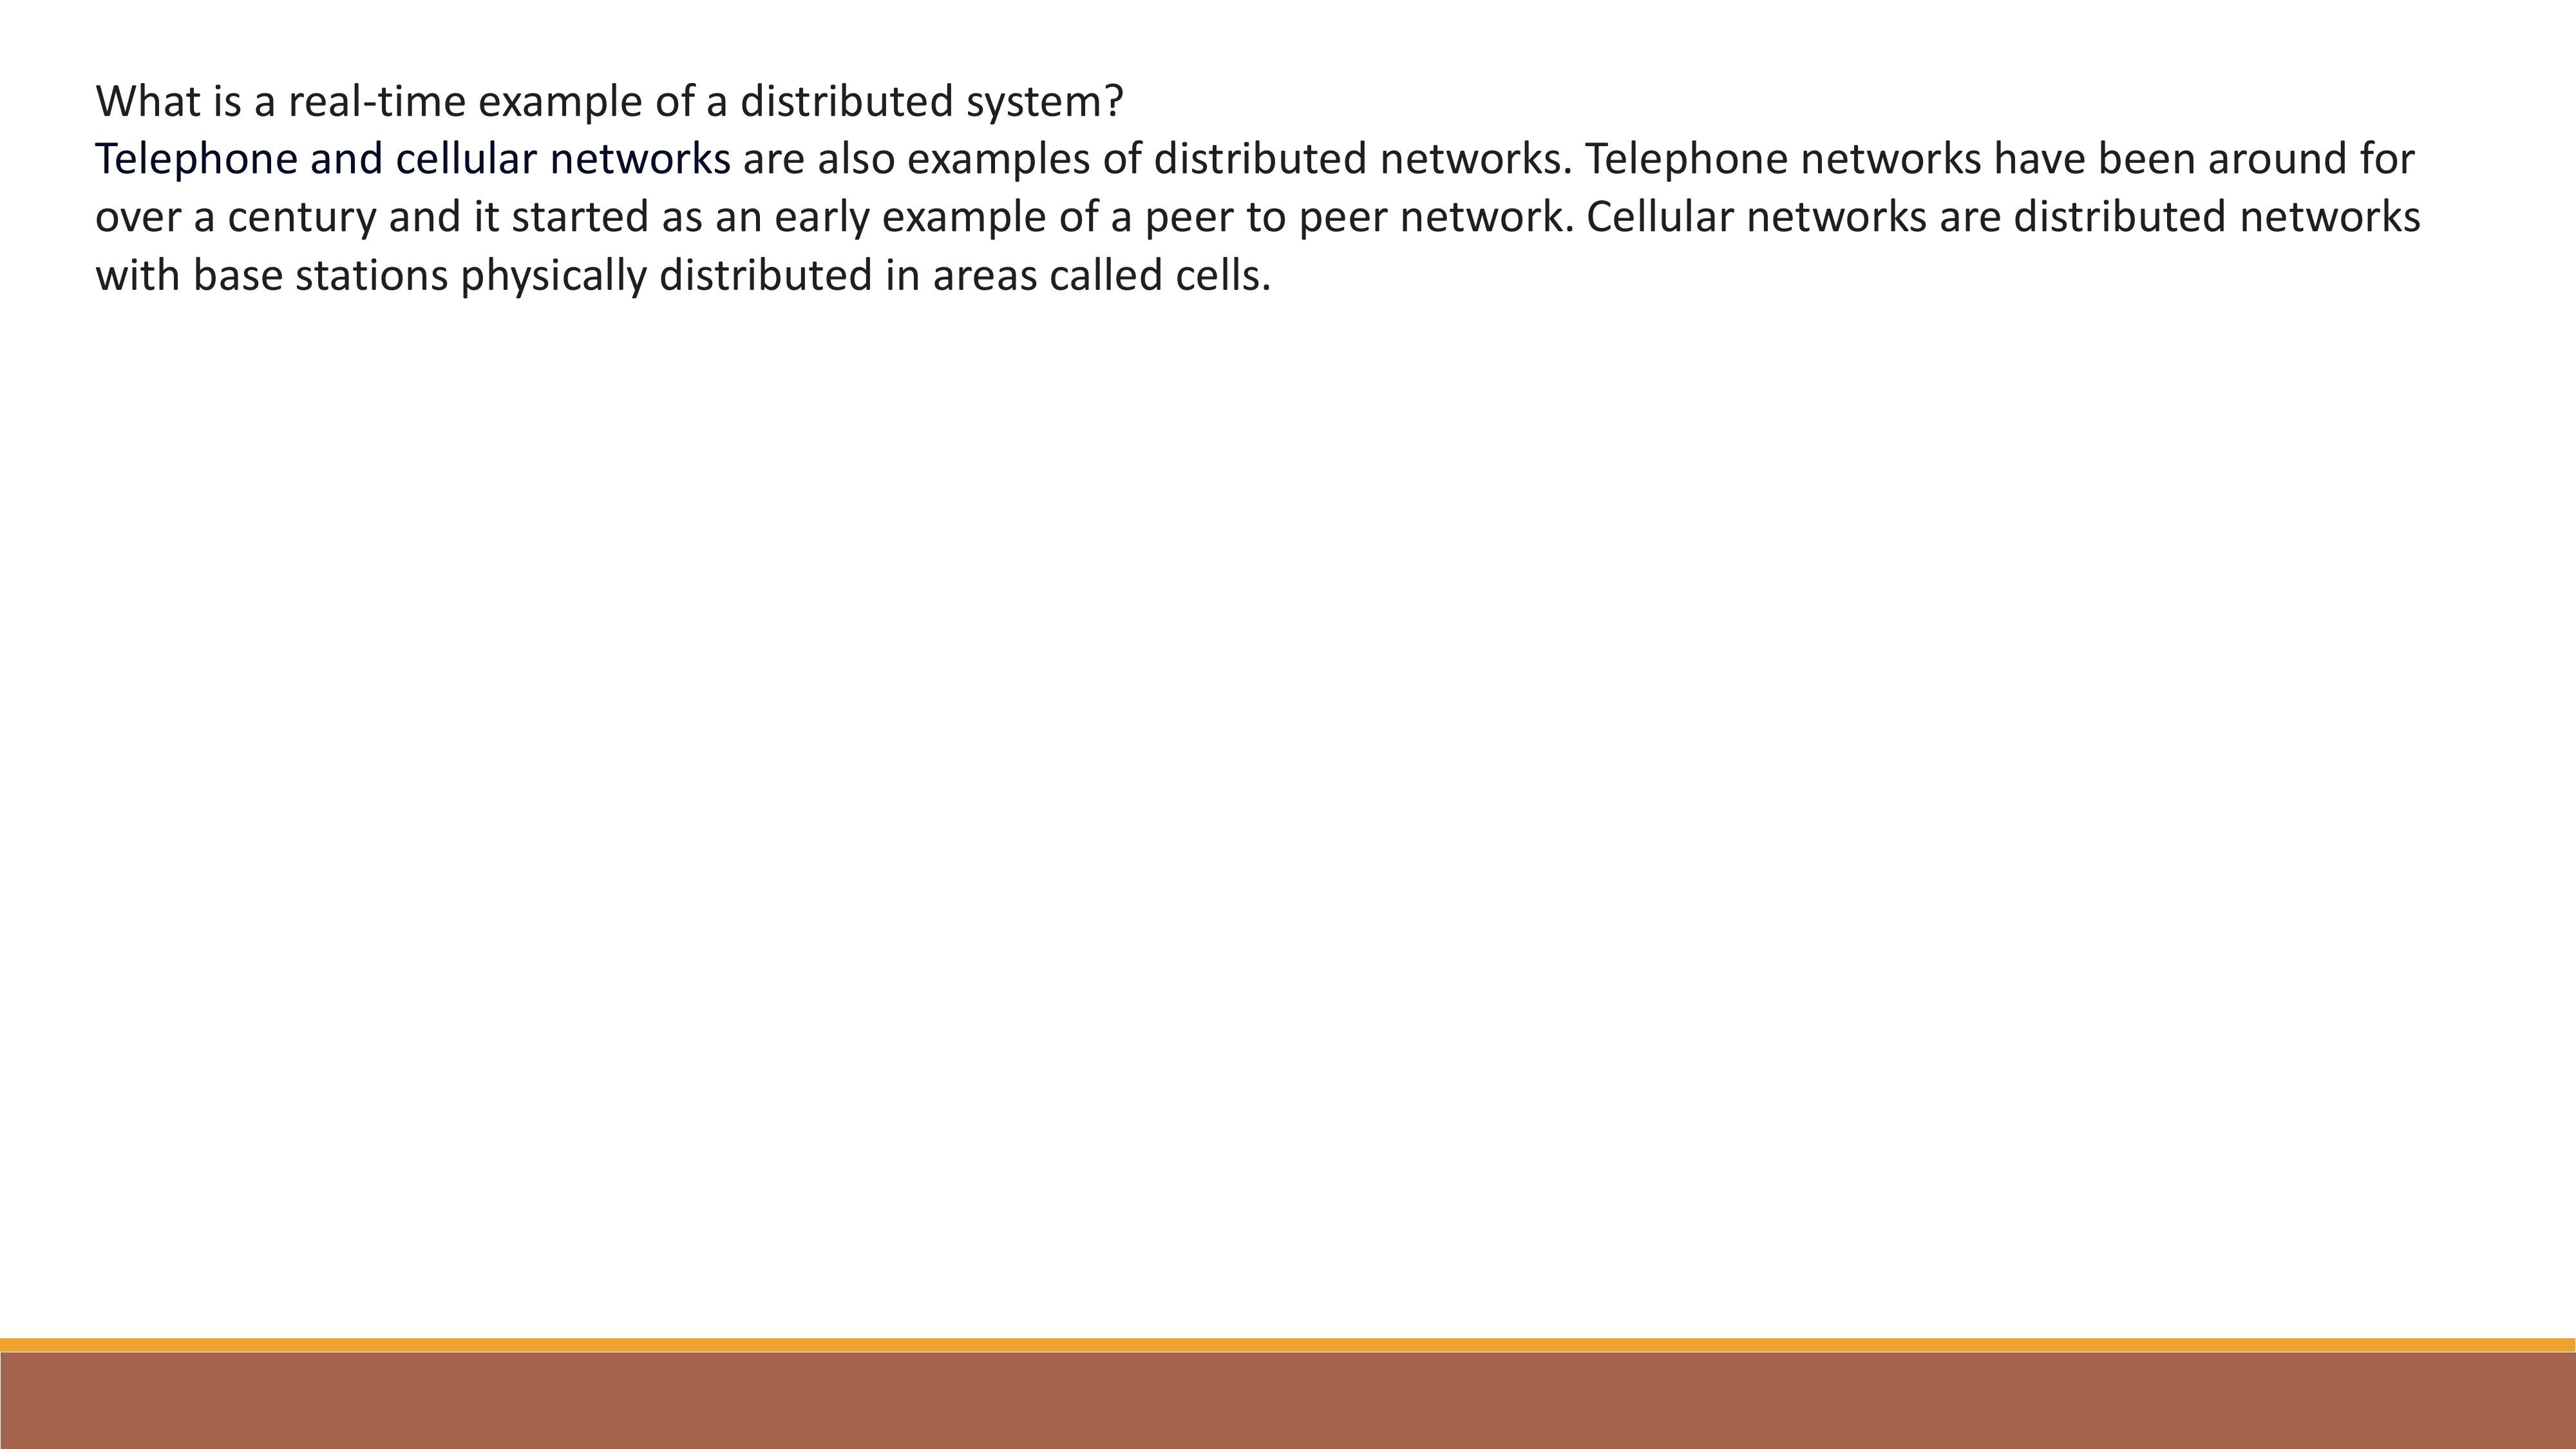 What is a real-time example of a distributed system?
Telephone and cellular networks are also examples of distributed networks. Telephone networks have been around for
over a century and it started as an early example of a peer to peer network. Cellular networks are distributed networks
with base stations physically distributed in areas called cells.